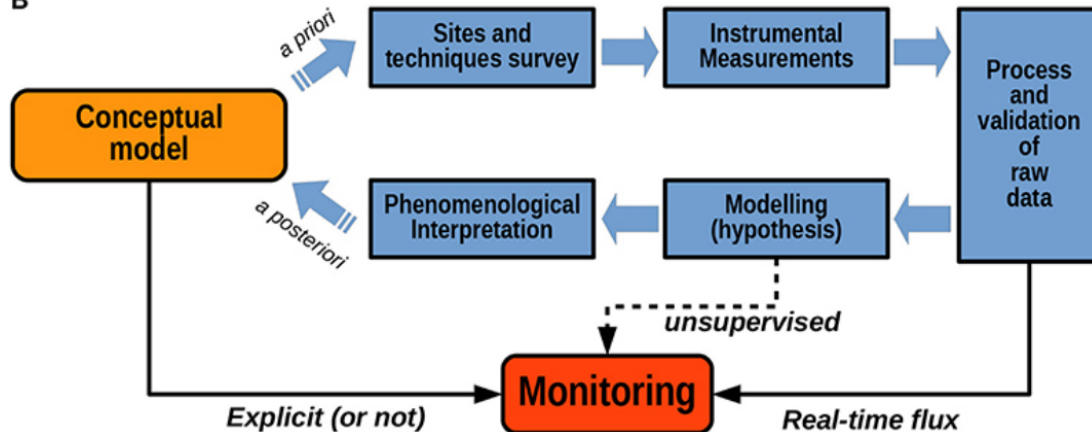 B
a priori
Sites and
techniques survey
Instrumental
Measurements
Process
and
validation
of
raw
data
Conceptual
model
a posteriori
Phenomenological
Interpretation
Modelling
(hypothesis)
unsupervised
Monitoring
Explicit (or not)
Real-time flux